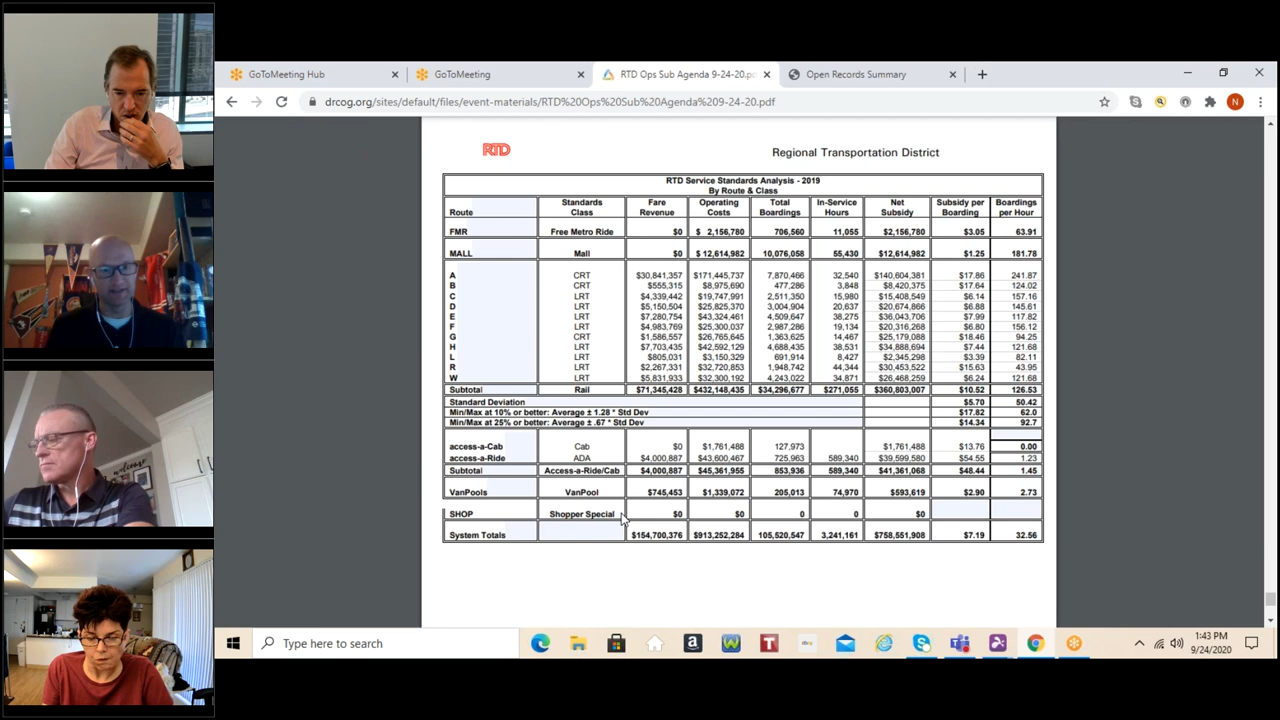 GoToMeeting Hub
GoToMeeting
RTD Ops Sub Agenda 9-24-20.p
Open Records Summary
drcog.org/sites/default/files/event-materials/RTD%20Ops%20Sub%20Agenda%209-24-20.pdf
N
RTD
Regional Transportation District
RTD Service Standards Analysis - 2019
By Route & Class
Route Standards Class Fare Revenue Operating Costs Total Boardings In-Service Hours Net Subsidy Subsidy per Boarding Boardings per Hour
FMR Free Metro Ride $0 $ 2,156,780 706,560 11,055 $2,156,780 $3.05 63.91
MALL Mall $0 $ 12,614,982 10,076,058 55,430 $12,614,982 $1.25 181.78
A CRT $30,841,357 $171,445,737 7,870,466 32,540 $140,604,381 $17.86 241.87
B CRT $555,315 $8,975,690 477,286 3,848 $8,420,375 $17.64 124.02
C LRT $4,339,442 $19,747,991 2,511,350 15,980 $15,408,549 $6.14 157.16
D LRT $5,150,504 $25,825,370 3,004,904 20,637 $20,674,866 $6.88 145.61
E LRT $7,280,754 $43,324,461 4,509,647 38,275 $36,043,706 $7.99 117.82
F LRT $4,983,769 $25,300,037 2,987,286 19,134 $20,316,268 $6.80 156.12
G CRT $1,586,557 $26,765,645 1,363,625 14,467 $25,179,088 $18.46 94.25
H LRT $7,703,435 $42,592,129 4,688,435 38,531 $34,888,694 $7.44 121.68
L LRT $805,031 $3,150,329 691,914 8,427 $2,345,298 $3.39 82.11
R LRT $2,267,331 $32,720,853 1,948,742 44,344 $30,453,522 $15.63 43.95
W LRT $5,831,933 $32,300,192 4,243,022 34,871 $26,468,259 $6.24 121.68
Subtotal Rail $71,345,428 $432,148,435 $34,296,677 $271,055 $360,803,007 $10.52 126.53
Standard Deviation $5.70 50.42
Min/Max at 10% or better: Average ± 1.28 * Std Dev $17.82 62.0
Min/Max at 25% or better: Average ± .67 * Std Dev $14.34 92.7
access-a-Cab Cab $0 $1,761,488 127,973 $1,761,488 $13.76 0.00
access-a-Ride ADA $4,000,887 $43,600,467 725,963 589,340 $39,599,580 $54.55 1.23
Subtotal Access-a-Ride/Cab $4,000,887 $45,361,955 853,936 589,340 $41,361,068 $48.44 1.45
VanPools VanPool $745,453 $1,339,072 205,013 74,970 $593,619 $2.90 2.73
SHOP Shopper Special $0 $0 0 0 $0
System Totals $154,700,376 $913,252,284 105,520,547 3,241,161 $758,551,908 $7.19 32.56
Type here to search
1:43 PM
9/24/2020